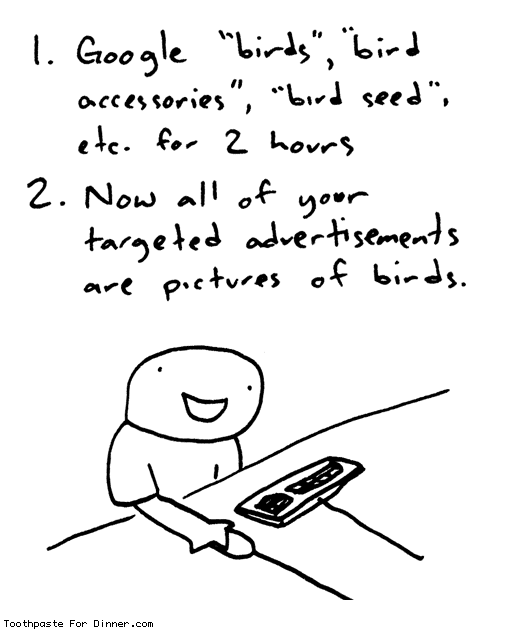 1. Google "birds", "bird
accessories", "bird seed",
etc. for 2 hours
2. Now all of your
targeted advertisements
are pictures of birds.
Toothpaste For Dinner.com